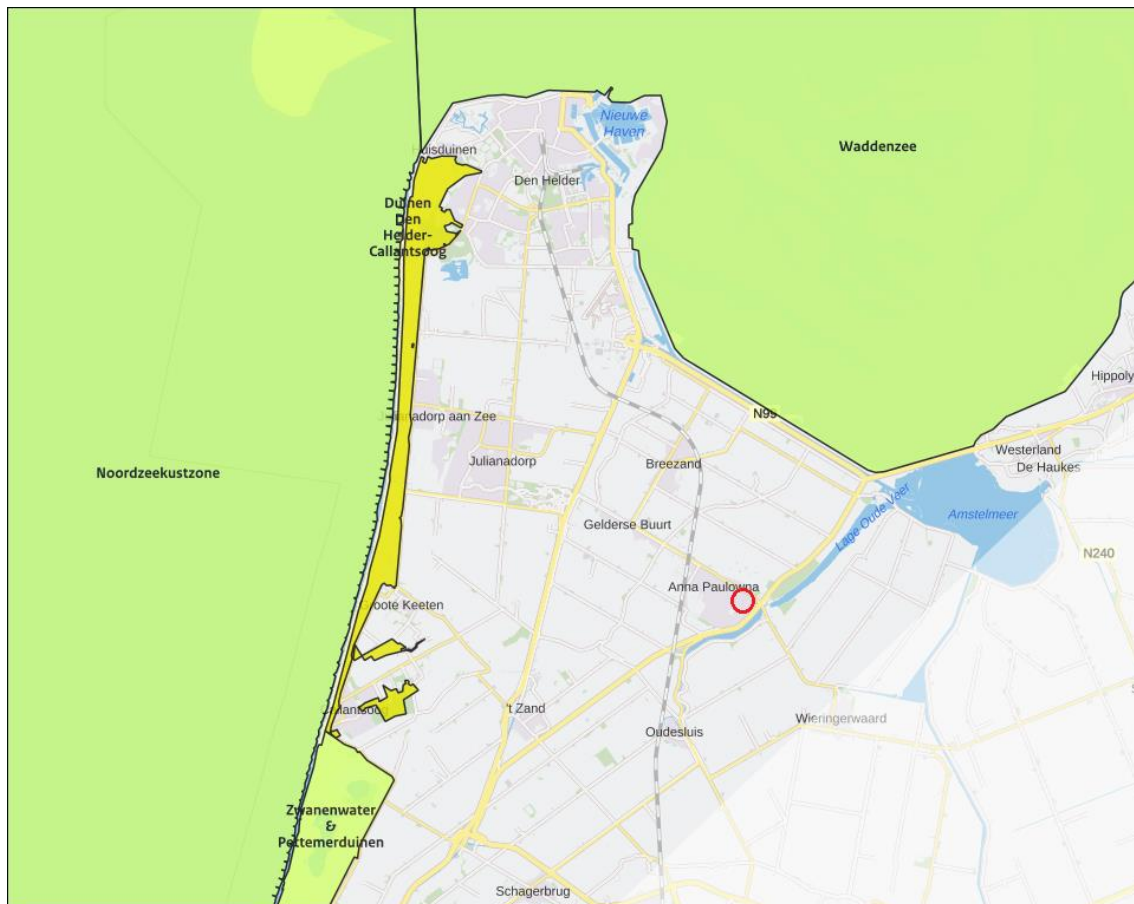 Nieuwe
Haven
Huisduinen
Waddenzee
Den Helder
Duinen
Den
Helder-
Callantsoog
Hippoly
N99
Julianadorp aan Zee
Westerland
De Haukes
Julianadorp
Breezand
Noordzeekustzone
Lage Oude Veer
Amstelmeer
Gelderse Buurt
N240
Anna Paulowna
Groote Keeten
't Zand
Wieringerwaard
Oudesluis
Zwanenwater
&
Pettemerduinen
Schagerbrug